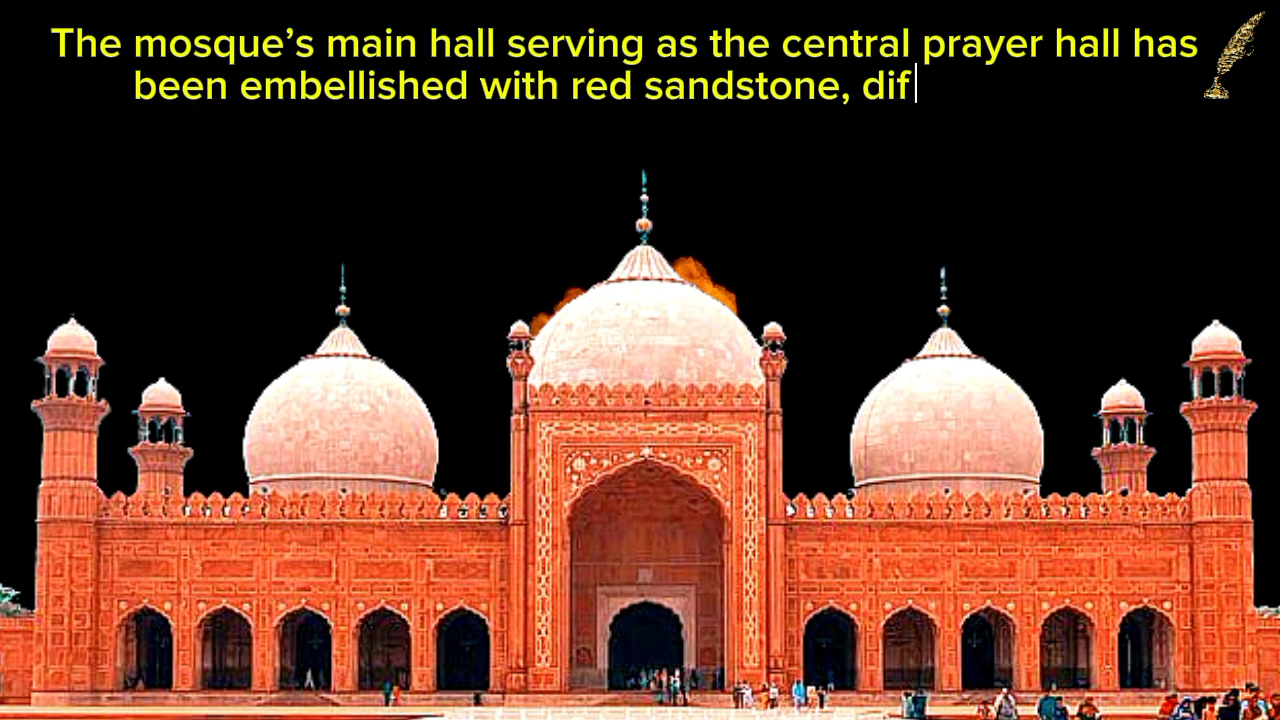 The mosque’s main hall serving as the central prayer hall has
been embellished with red sandstone, dif